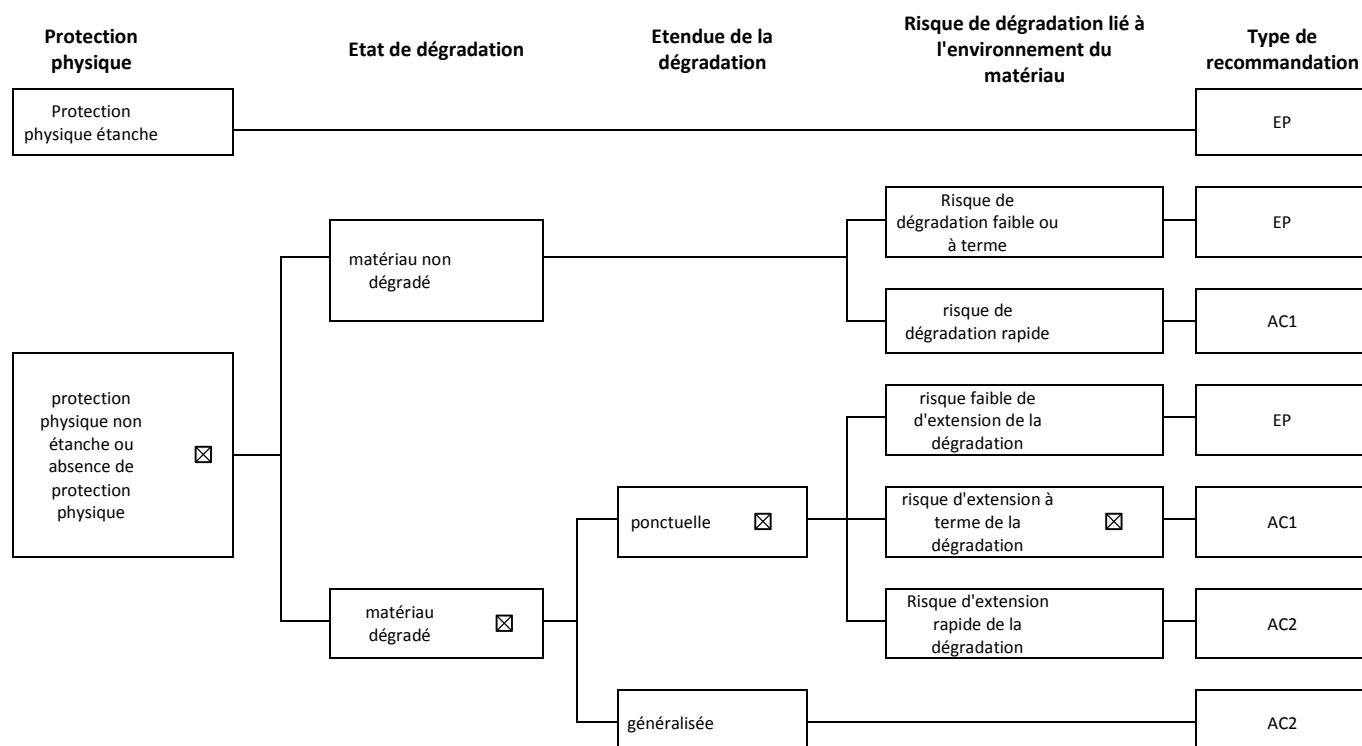 Protection
physique
Etat de dégradation
Etendue de la
dégradation
Risque de dégradation lié à
l'environnement du
matériau
Type de
recommandation
Protection
physique étanche
EP
matériau non
dégradé
Risque de
dégradation faible ou
à terme
EP
risque de
dégradation rapide
AC1
protection
physique non
étanche ou
absence de
protection
physique
☒
risque faible de
d'extension de la
dégradation
EP
ponctuelle ☒
risque d'extension à
terme de la
dégradation
☒
AC1
matériau
dégradé
☒
Risque d'extension
rapide de la
dégradation
AC2
généralisée
AC2